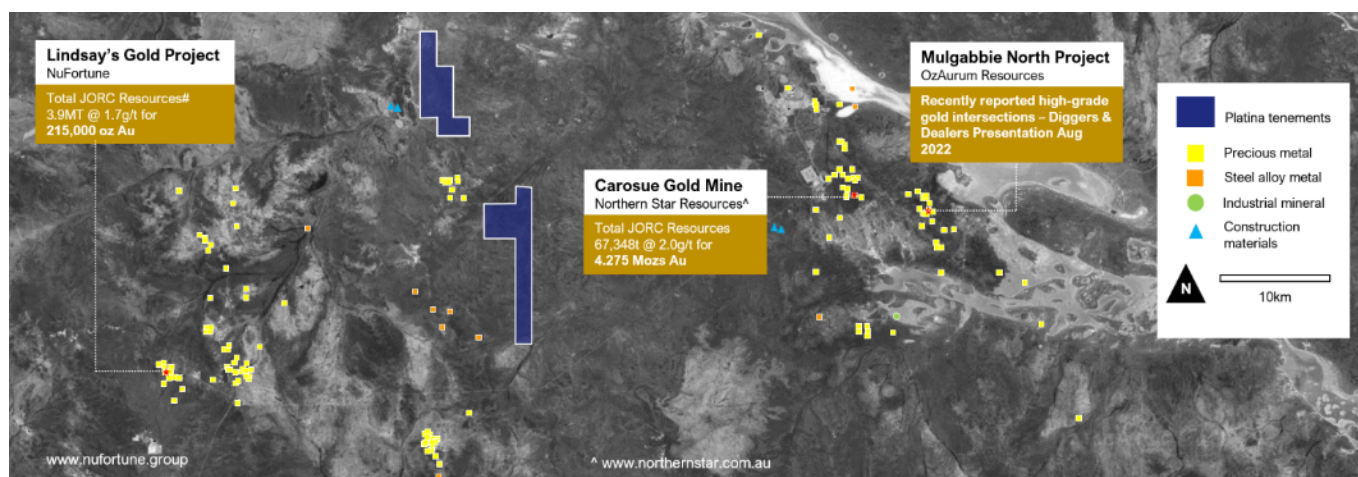 Lindsay's Gold Project
NuFortune
Total JORC Resources#
3.9MT @ 1.7g/t for
215,000 oz Au
Mulgabbie North Project
OzAurum Resources
Recently reported high-grade
gold intersections – Diggers &
Dealers Presentation Aug
2022
Carosue Gold Mine
Northern Star Resources^
Total JORC Resources
67,348t @ 2.0g/t for
4.275 Mozs Au
Platina tenements
Precious metal
Steel alloy metal
Industrial mineral
Construction
materials
N
10km
www.nufortune.group
^ www.northernstar.com.au